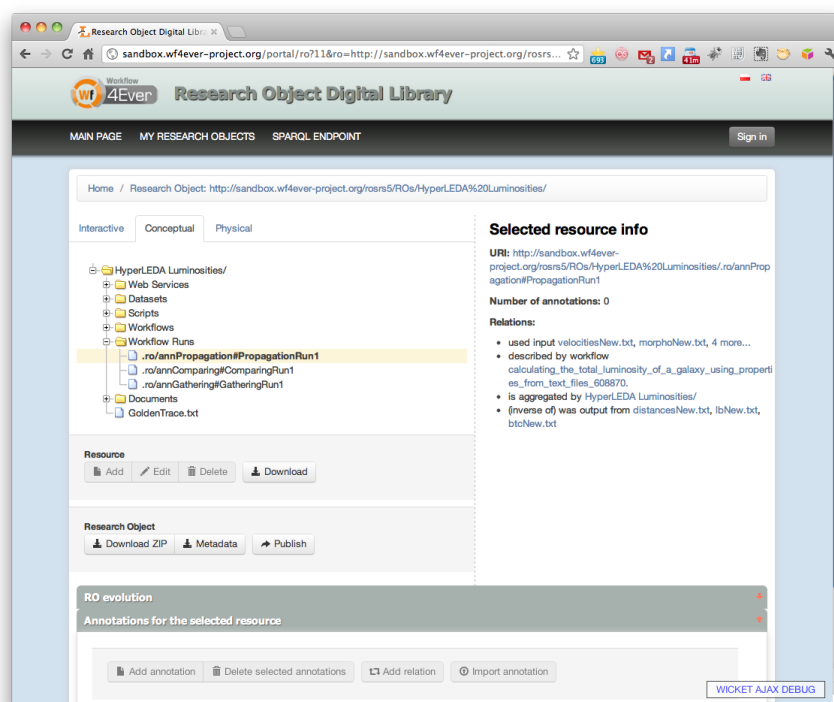 Research Object Digital Libra
sandbox.wf4ever-project.org/portal/ro?11&ro=http://sandbox.wf4ever-project.org/rosrs...
693
2
41m
Workflow
Wf 4Ever
Research Object Digital Library
MAIN PAGE MY RESEARCH OBJECTS SPARQL ENDPOINT Sign in
Home / Research Object: http://sandbox.wf4ever-project.org/rosrs5/ROs/HyperLEDA%20Luminosities/
Interactive Conceptual Physical
HyperLEDA Luminosities/
Web Services
Datasets
Scripts
Workflows
Workflow Runs
.ro/annPropagation#PropagationRun1
.ro/annComparing#ComparingRun1
.ro/annGathering#GatheringRun1
Documents
GoldenTrace.txt
Resource
Add Edit Delete Download
Research Object
Download ZIP Metadata Publish
Selected resource info
URI: http://sandbox.wf4ever-
project.org/rosrs5/ROs/HyperLEDA%20Luminosities/.ro/annProp
agation#PropagationRun1
Number of annotations: 0
Relations:
used input velocitiesNew.txt, morphoNew.txt, 4 more...
described by workflow
calculating_the_total_luminosity_of_a_galaxy_using_properti
es_from_text_files_608870.
is aggregated by HyperLEDA Luminosities/
(inverse of) was output from distancesNew.txt, lbNew.txt,
btcNew.txt
RO evolution
Annotations for the selected resource
Add annotation Delete selected annotations Add relation Import annotation
WICKET AJAX DEBUG